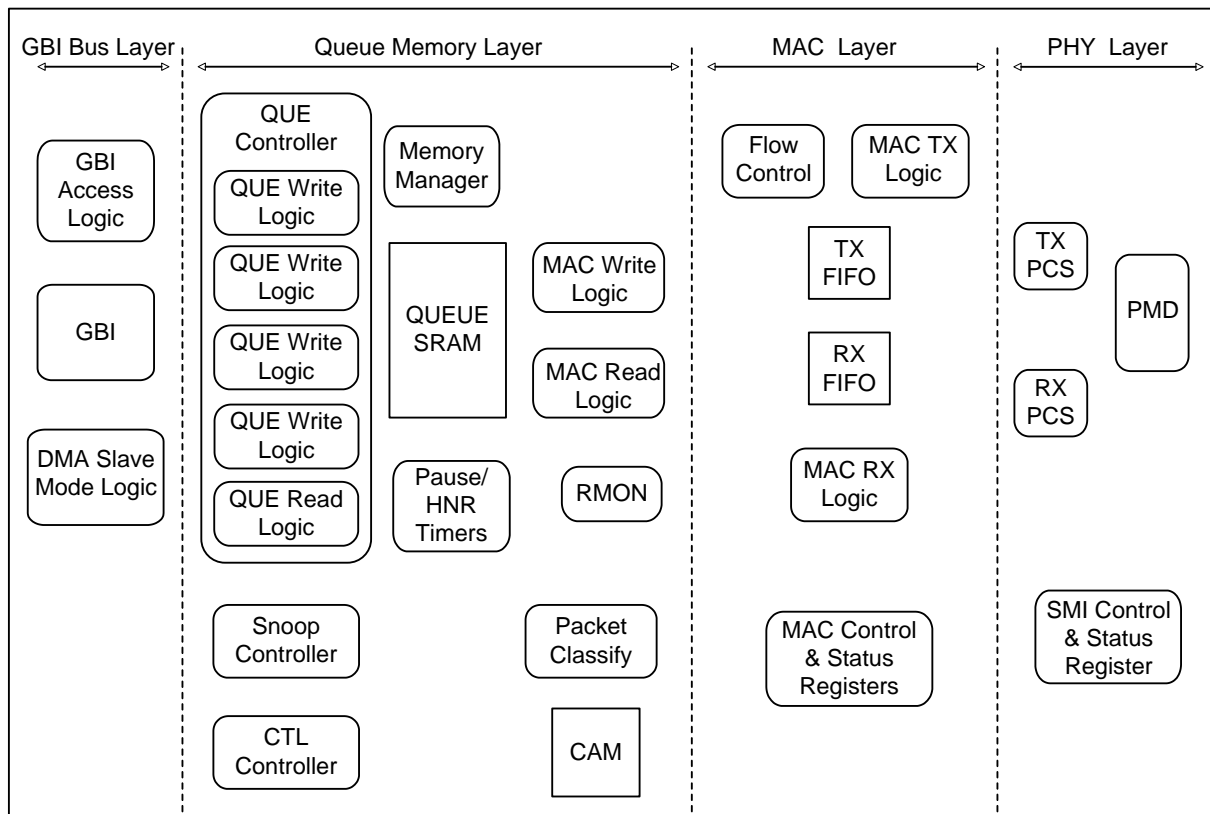 GBI Bus Layer
Queue Memory Layer
MAC Layer
PHY Layer
GBI
Access
Logic
GBI
DMA Slave
Mode Logic
QUE
Controller
QUE Write
Logic
QUE Write
Logic
QUE Write
Logic
QUE Write
Logic
QUE Read
Logic
Snoop
Controller
CTL
Controller
Memory
Manager
QUEUE
SRAM
Pause/
HNR
Timers
MAC Write
Logic
MAC Read
Logic
RMON
Packet
Classify
CAM
Flow
Control
MAC TX
Logic
TX
FIFO
RX
FIFO
MAC RX
Logic
MAC Control
& Status
Registers
TX
PCS
PMD
RX
PCS
SMI Control
& Status
Register